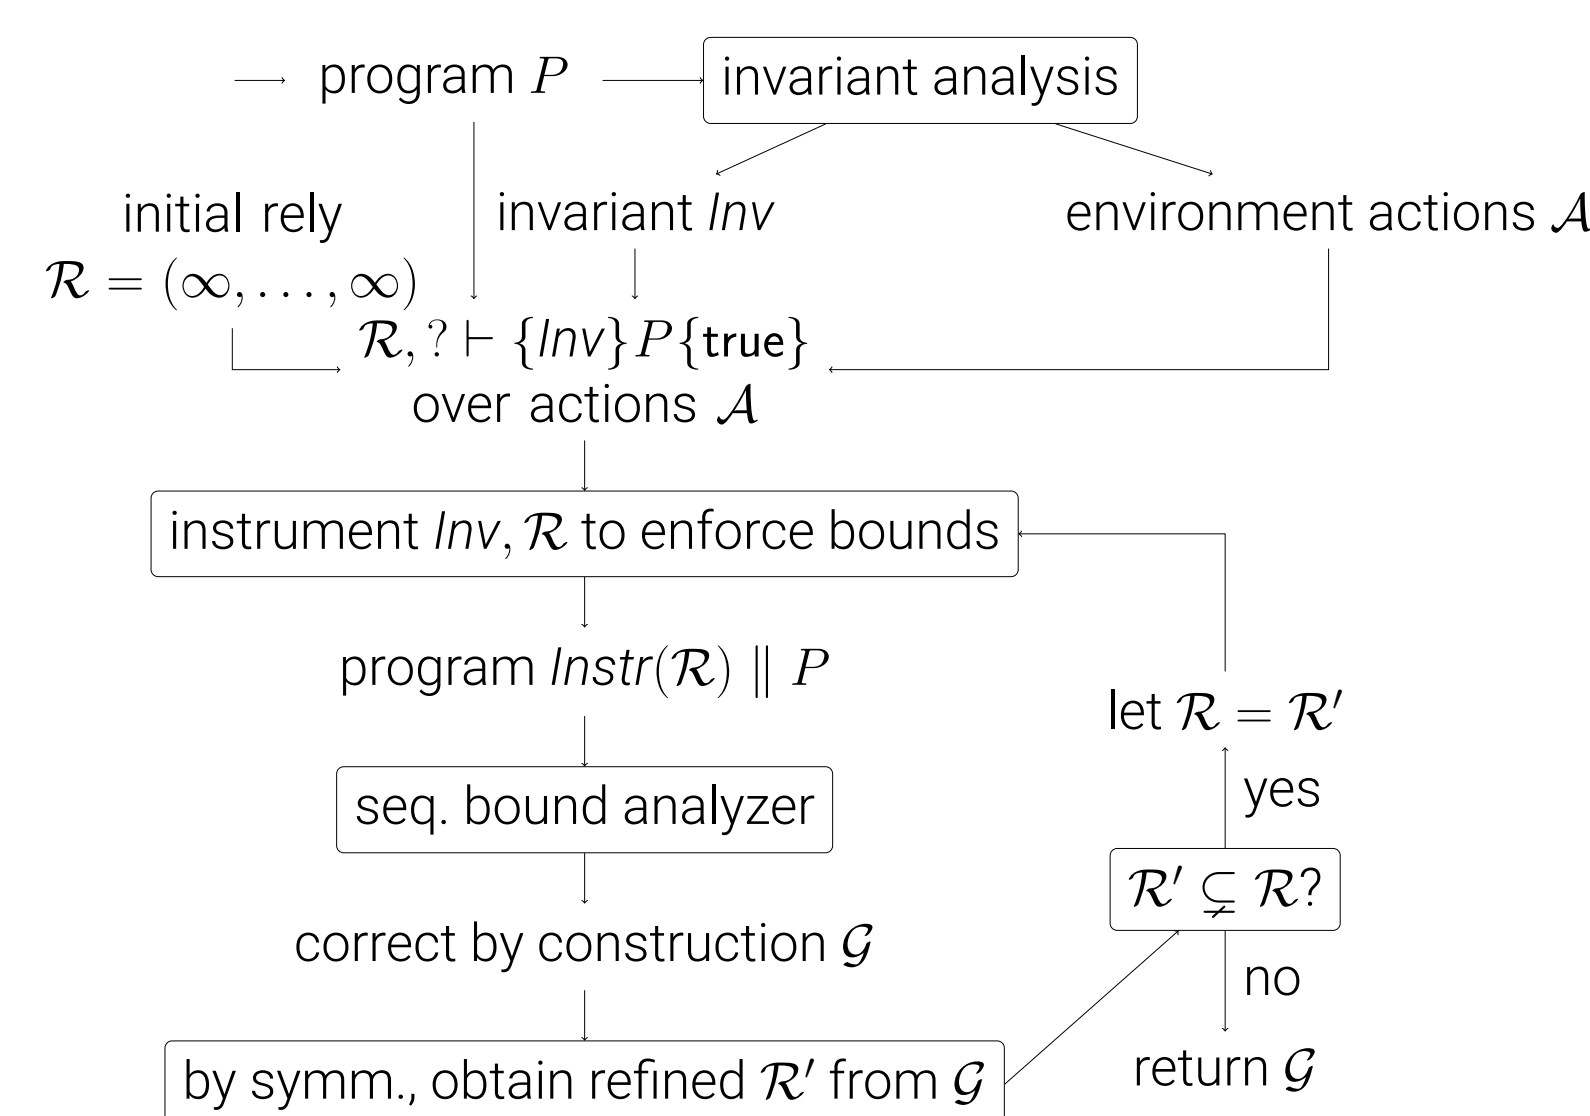 program P
invariant analysis
initial rely
ℛ = (∞, . . . , ∞)
invariant Inv
environment actions 𝒜
ℛ, ? ⊢ {Inv}P{true}
over actions 𝒜
instrument Inv, ℛ to enforce bounds
program Instr(ℛ) ∥ P
seq. bound analyzer
correct by construction 𝒢
by symm., obtain refined ℛ′ from 𝒢
let ℛ = ℛ′
yes
ℛ′ ⊊ ℛ?
no
return 𝒢